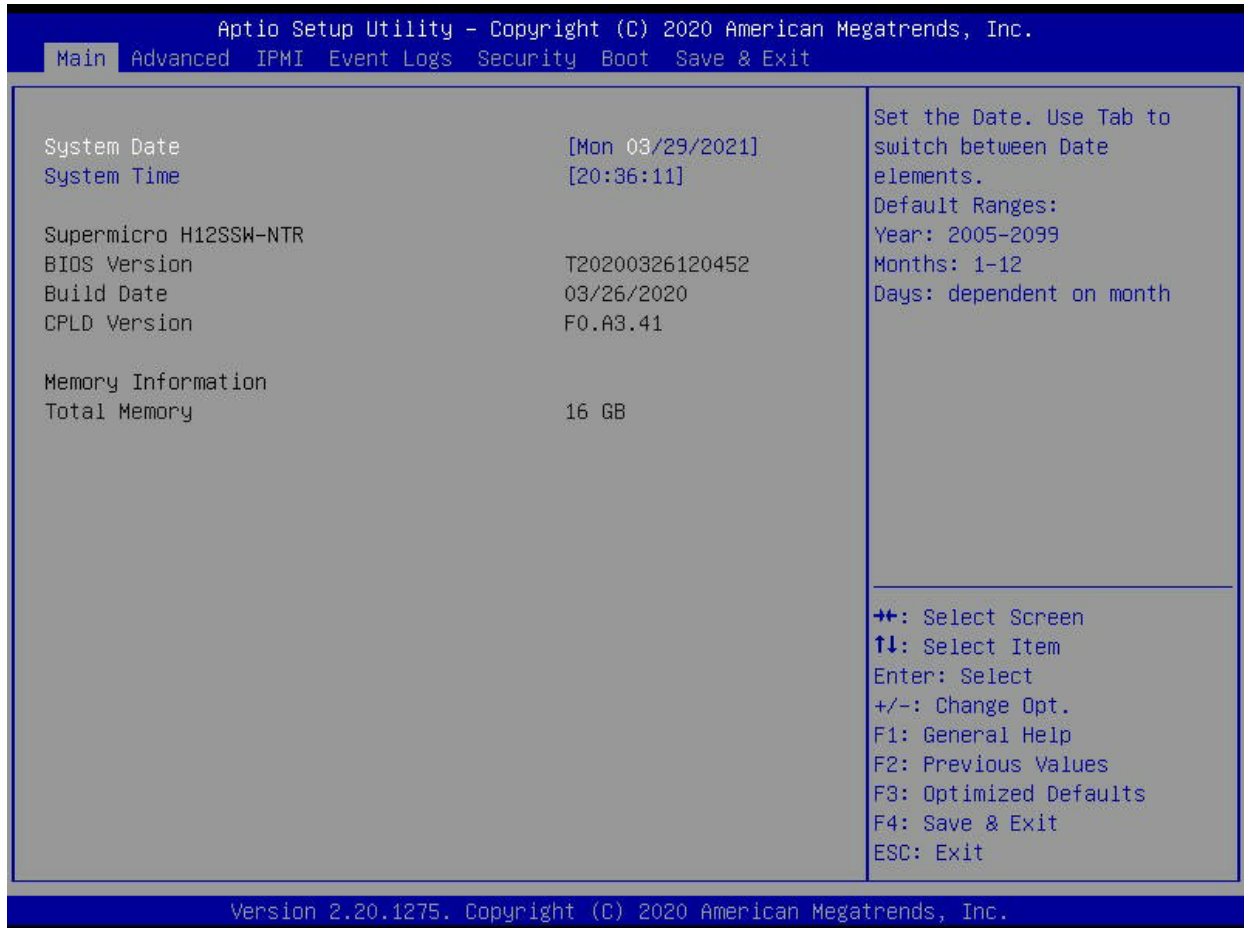 Aptio Setup Utility – Copyright (C) 2020 American Megatrends, Inc.
Main Advanced IPMI Event Logs Security Boot Save & Exit
System Date [Mon 03/29/2021]
System Time [20:36:11]
Supermicro H12SSW-NTR
BIOS Version T20200326120452
Build Date 03/26/2020
CPLD Version F0.A3.41
Memory Information
Total Memory 16 GB
Set the Date. Use Tab to
switch between Date
elements.
Default Ranges:
Year: 2005-2099
Months: 1-12
Days: dependent on month
→←: Select Screen
↑↓: Select Item
Enter: Select
+/-: Change Opt.
F1: General Help
F2: Previous Values
F3: Optimized Defaults
F4: Save & Exit
ESC: Exit
Version 2.20.1275. Copyright (C) 2020 American Megatrends, Inc.